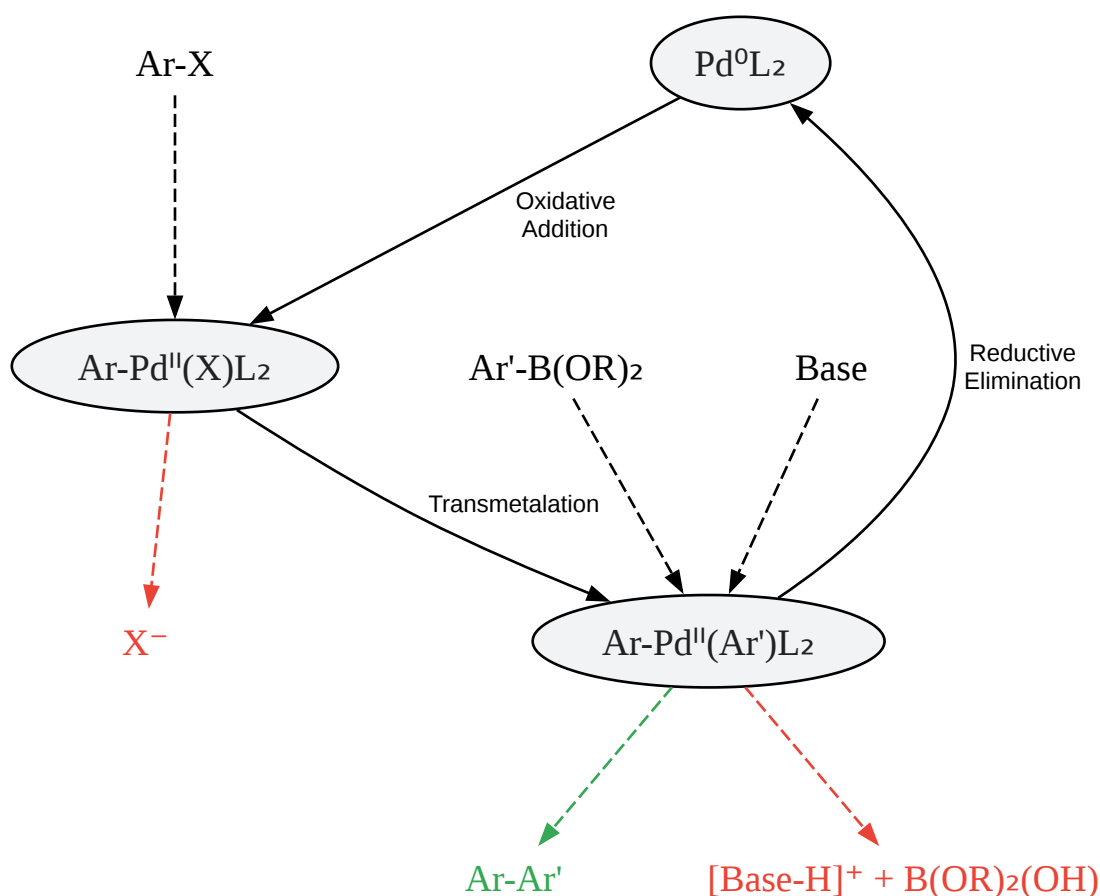 Ar-X
Pd⁰L₂
Oxidative
Addition
Ar-Pdᴵᴵ(X)L₂
Ar'-B(OR)₂
Base
Reductive
Elimination
Transmetalation
X⁻
Ar-Pdᴵᴵ(Ar')L₂
Ar-Ar'
[Base-H]⁺ + B(OR)₂(OH)